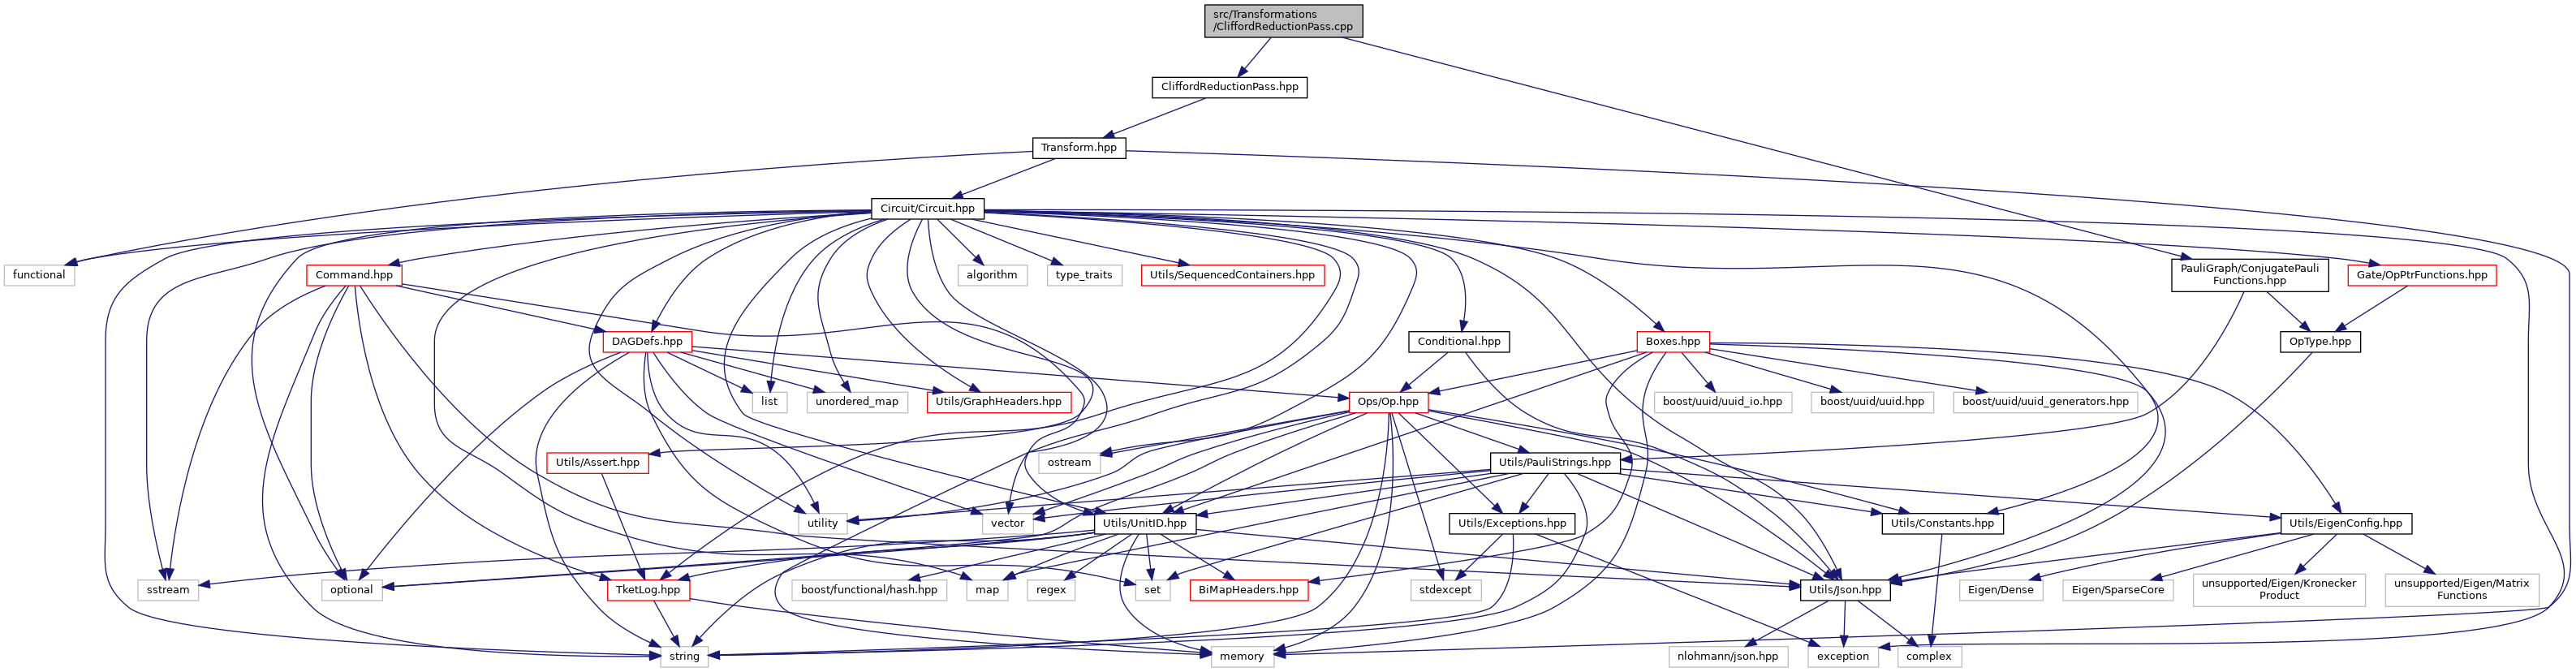 src/Transformations
/CliffordReductionPass.cpp
CliffordReductionPass.hpp
Transform.hpp
Circuit/Circuit.hpp
functional
Command.hpp
algorithm
type_traits
Utils/SequencedContainers.hpp
PauliGraph/ConjugatePauli
Functions.hpp
Gate/OpPtrFunctions.hpp
DAGDefs.hpp
Conditional.hpp
Boxes.hpp
OpType.hpp
list
unordered_map
Utils/GraphHeaders.hpp
Ops/Op.hpp
boost/uuid/uuid_io.hpp
boost/uuid/uuid.hpp
boost/uuid/uuid_generators.hpp
Utils/Assert.hpp
ostream
Utils/PauliStrings.hpp
utility
vector
Utils/UnitID.hpp
Utils/Exceptions.hpp
Utils/Constants.hpp
Utils/EigenConfig.hpp
sstream
optional
TketLog.hpp
boost/functional/hash.hpp
map
regex
set
BiMapHeaders.hpp
stdexcept
Utils/Json.hpp
Eigen/Dense
Eigen/SparseCore
unsupported/Eigen/Kronecker
Product
unsupported/Eigen/Matrix
Functions
string
memory
nlohmann/json.hpp
exception
complex